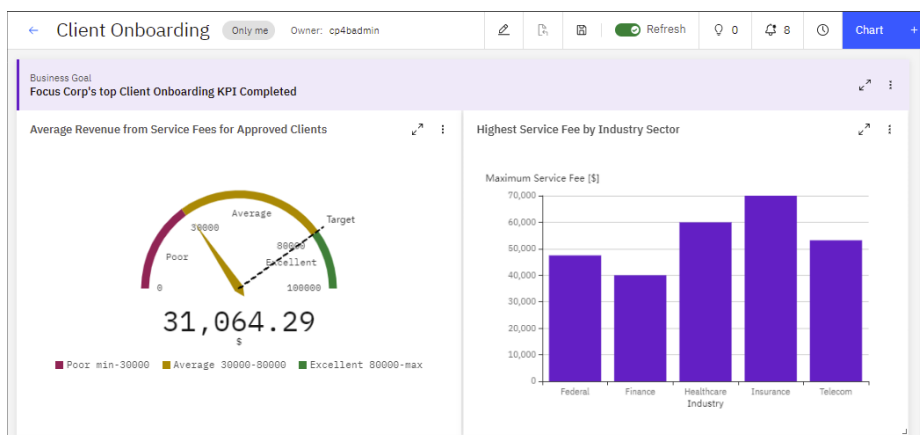 Client Onboarding Only me Owner: cp4badmin Refresh 0 8 Chart +
Business Goal
Focus Corp's top Client Onboarding KPI Completed
Average Revenue from Service Fees for Approved Clients
Average
Target
30000
80000
Poor
Excellent
0
100000
31,064.29
$
Poor min-30000 Average 30000-80000 Excellent 80000-max
Highest Service Fee by Industry Sector
Maximum Service Fee [$]
70,000
60,000
50,000
40,000
30,000
20,000
10,000
0
Federal Finance Healthcare Insurance Telecom
Industry